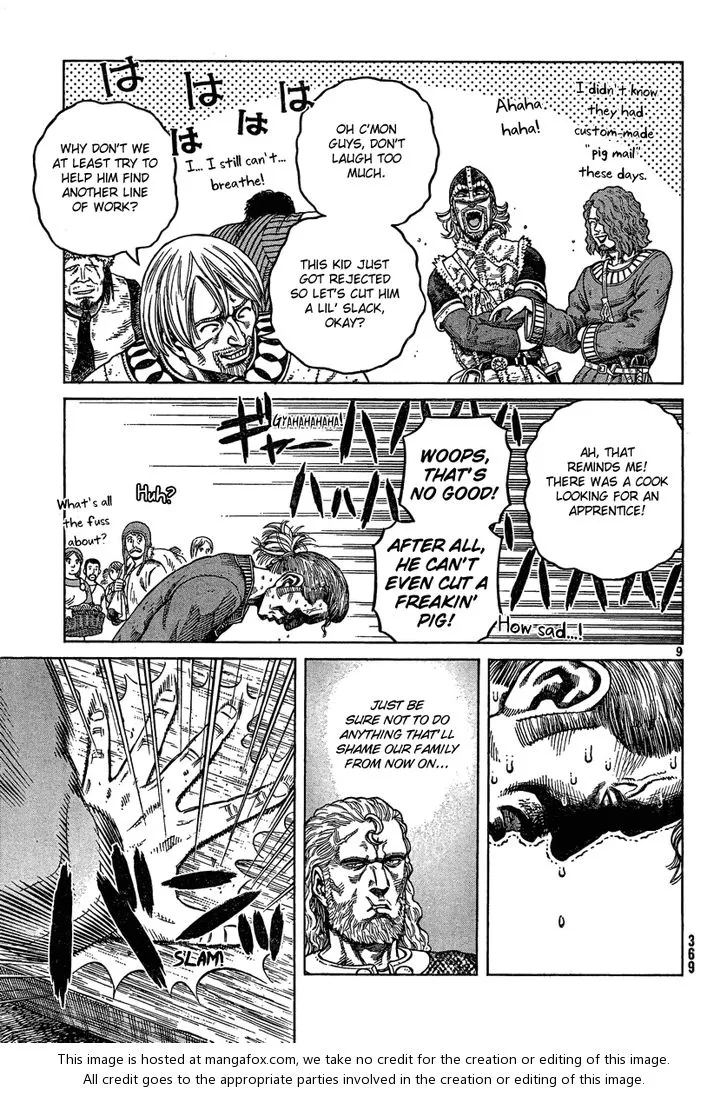 I didn't know
they had
custom-made
"pig mail"
these days.
Ahaha
haha!
は
は
は
は
は
OH C'MON
GUYS, DON'T
LAUGH TOO
MUCH.
THIS KID JUST
GOT REJECTED
SO LET'S CUT HIM
A LIL' SLACK,
OKAY?
I... I still can't...
breathe!
WHY DON'T WE
AT LEAST TRY TO
HELP HIM FIND
ANOTHER LINE
OF WORK?
AH, THAT
REMINDS ME!
THERE WAS A COOK
LOOKING FOR AN
APPRENTICE!
WOOPS,
THAT'S
NO GOOD!
AFTER ALL,
HE CAN'T
EVEN CUT A
FREAKIN'
PIG!
How sad...!
ギャーハハハハハハ
GYAHAHAHAHA!
Huh?
What's all
the fuss
about?
9
JUST BE
SURE NOT TO DO
ANYTHING THAT'LL
SHAME OUR FAMILY
FROM NOW ON...
SLAM!
369
This image is hosted at mangafox.com, we take no credit for the creation or editing of this image.
All credit goes to the appropriate parties involved in the creation or editing of this image.